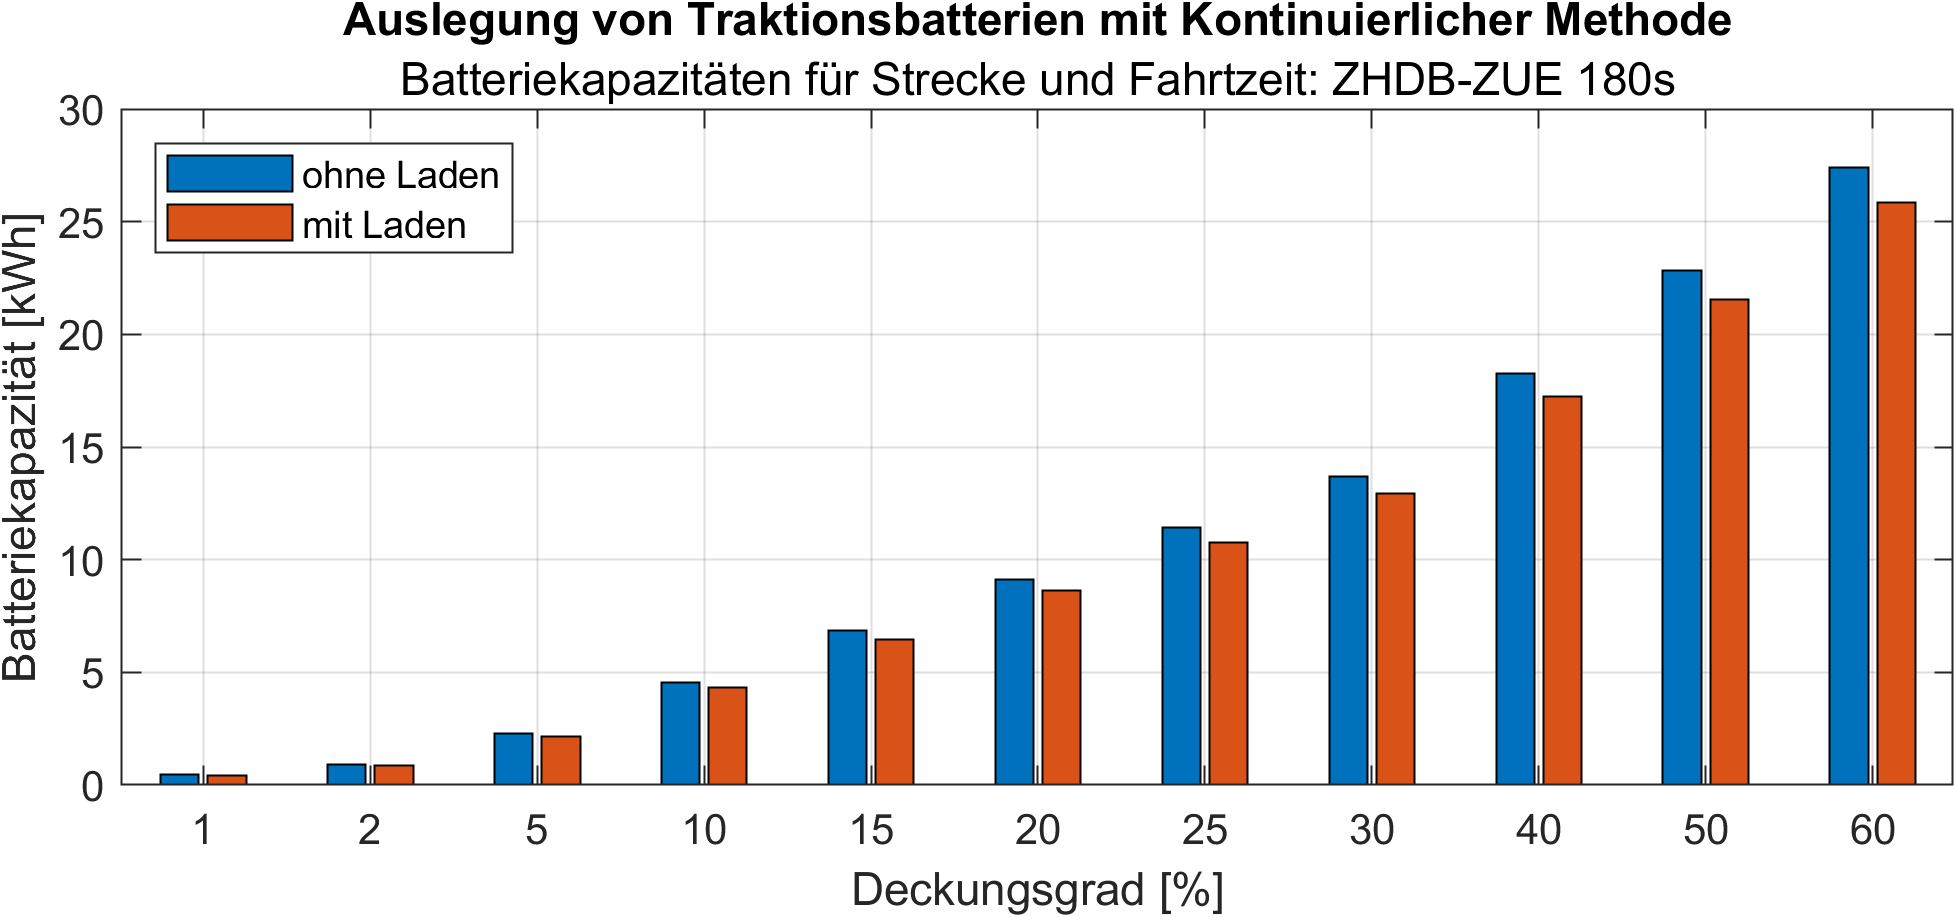 Auslegung von Traktionsbatterien mit Kontinuierlicher Methode
Batteriekapazitäten für Strecke und Fahrtzeit: ZHDB-ZUE 180s
ohne Laden
mit Laden
Batteriekapazität [kWh]
30
25
20
15
10
5
0
1 2 5 10 15 20 25 30 40 50 60
Deckungsgrad [%]